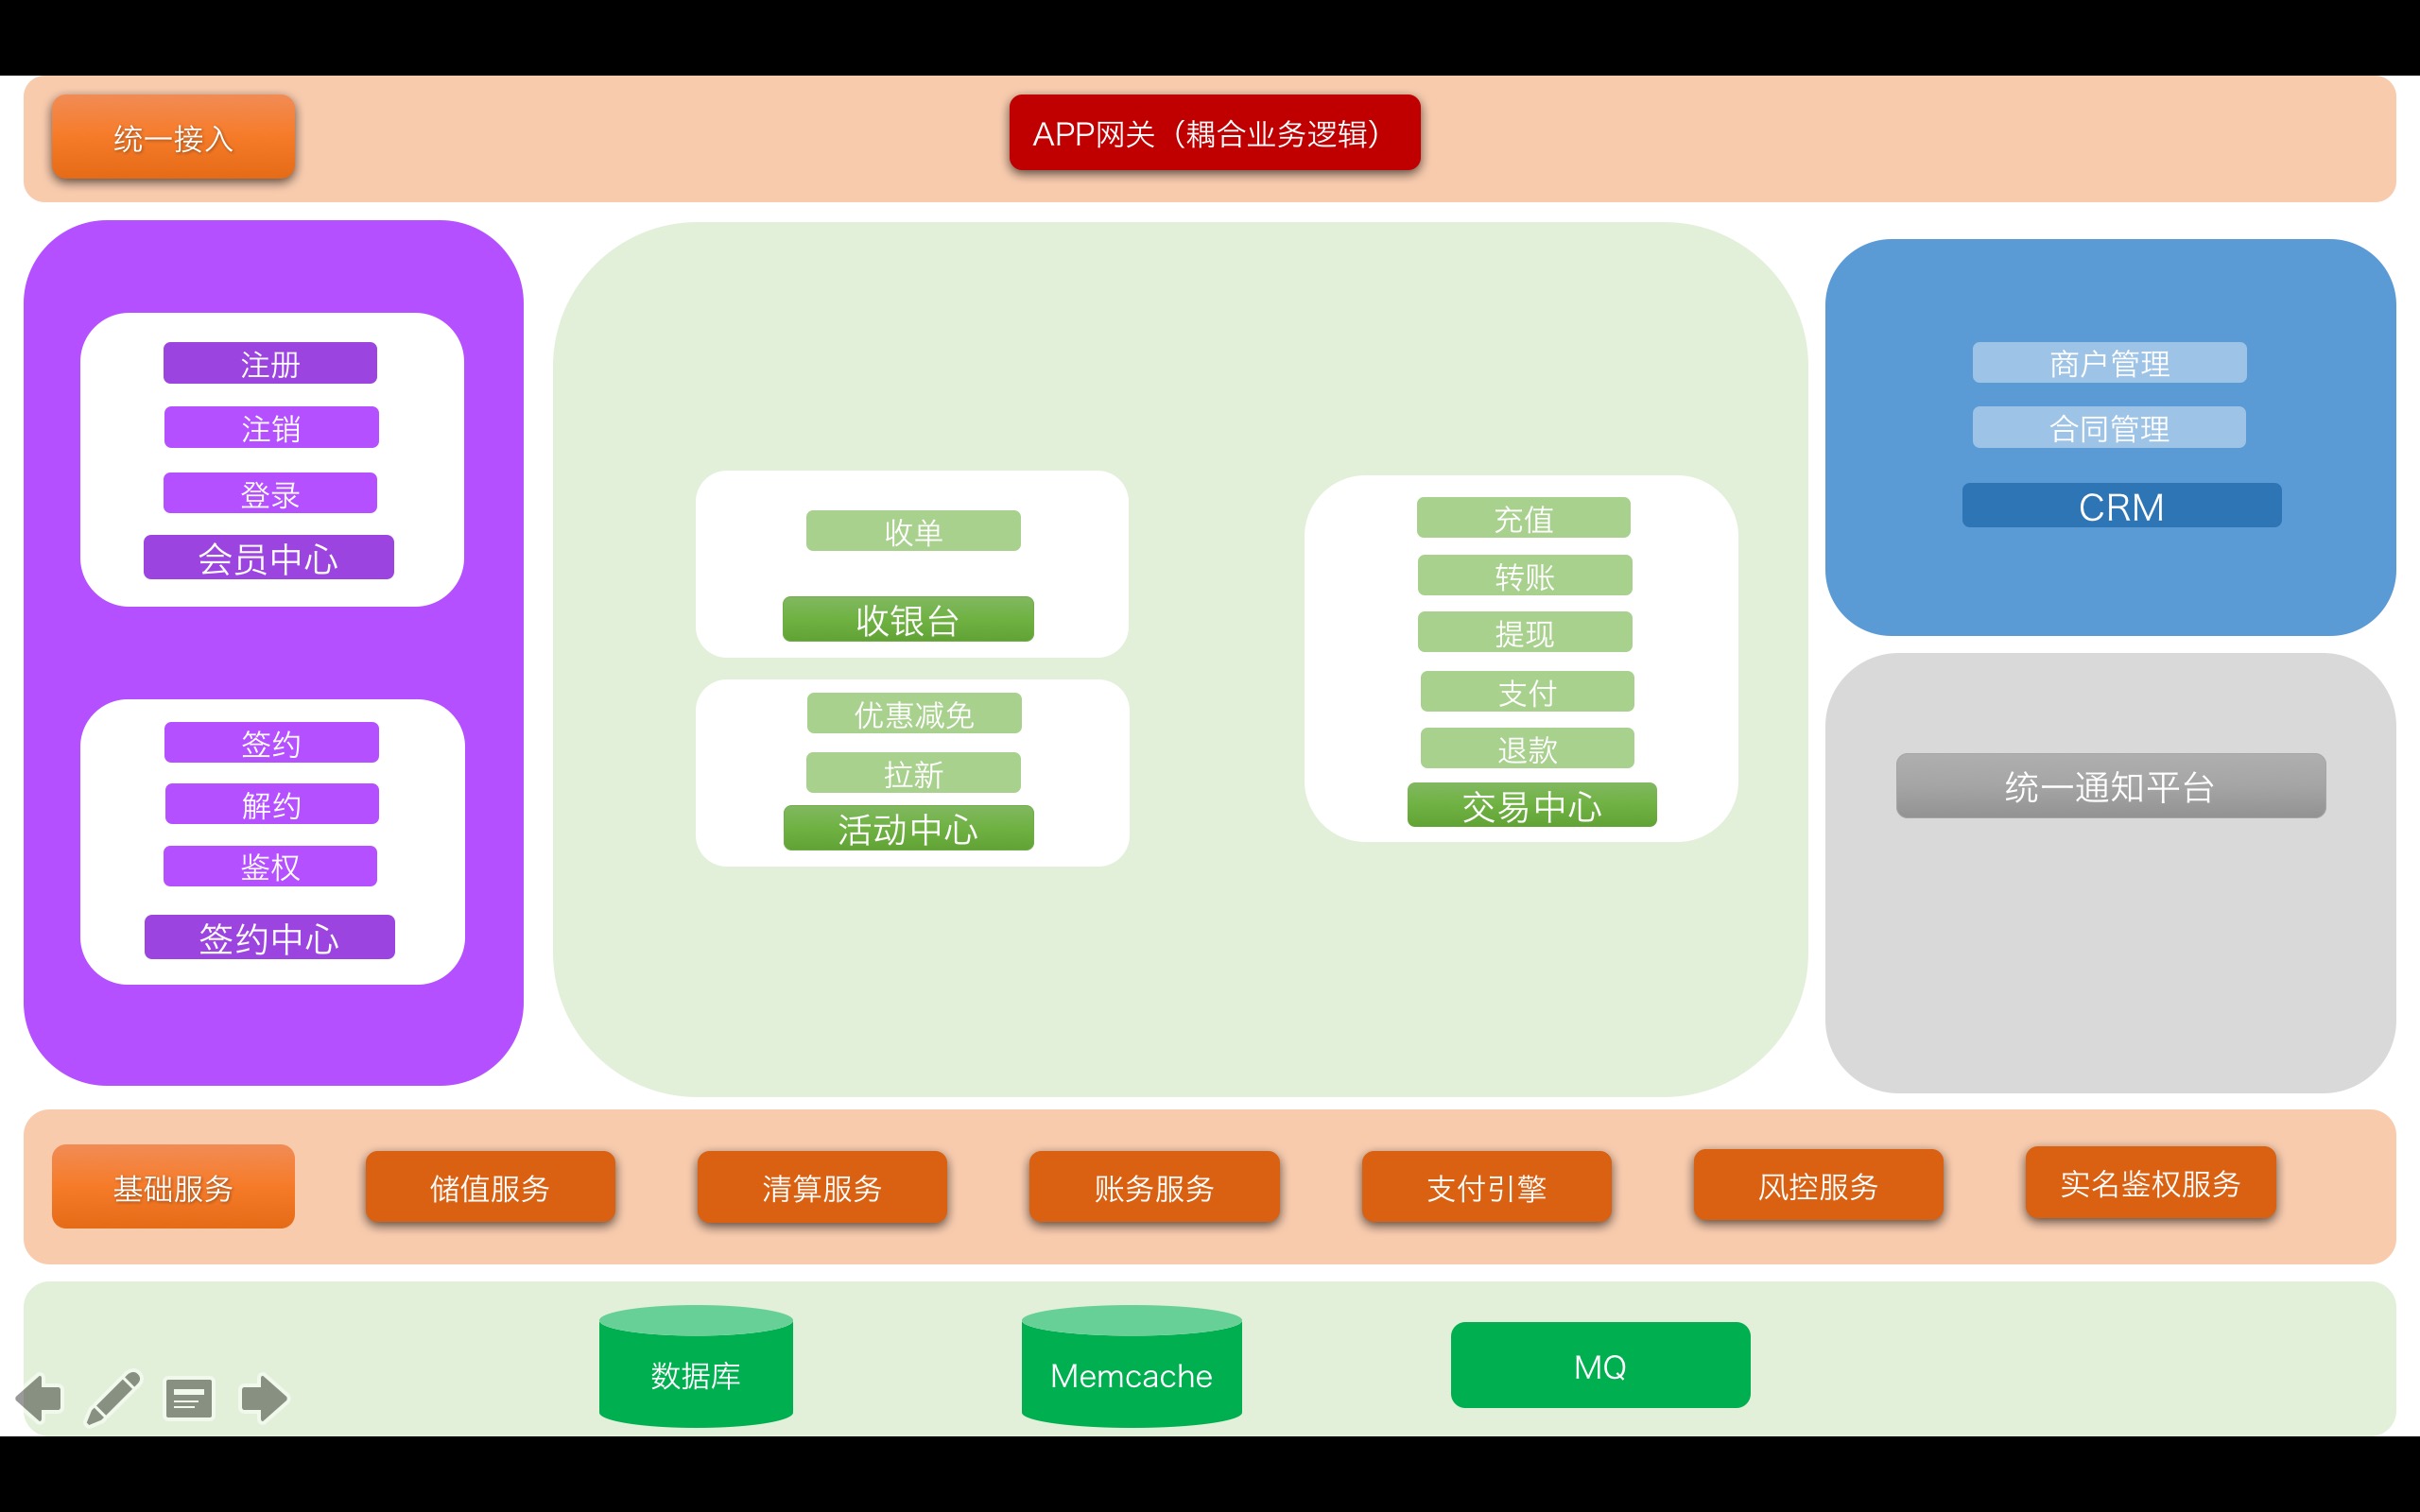 统一接入
APP网关（耦合业务逻辑）
注册
注销
登录
会员中心
签约
解约
鉴权
签约中心
收单
收银台
优惠减免
拉新
活动中心
充值
转账
提现
支付
退款
交易中心
商户管理
合同管理
CRM
统一通知平台
基础服务
储值服务
清算服务
账务服务
支付引擎
风控服务
实名鉴权服务
数据库
Memcache
MQ